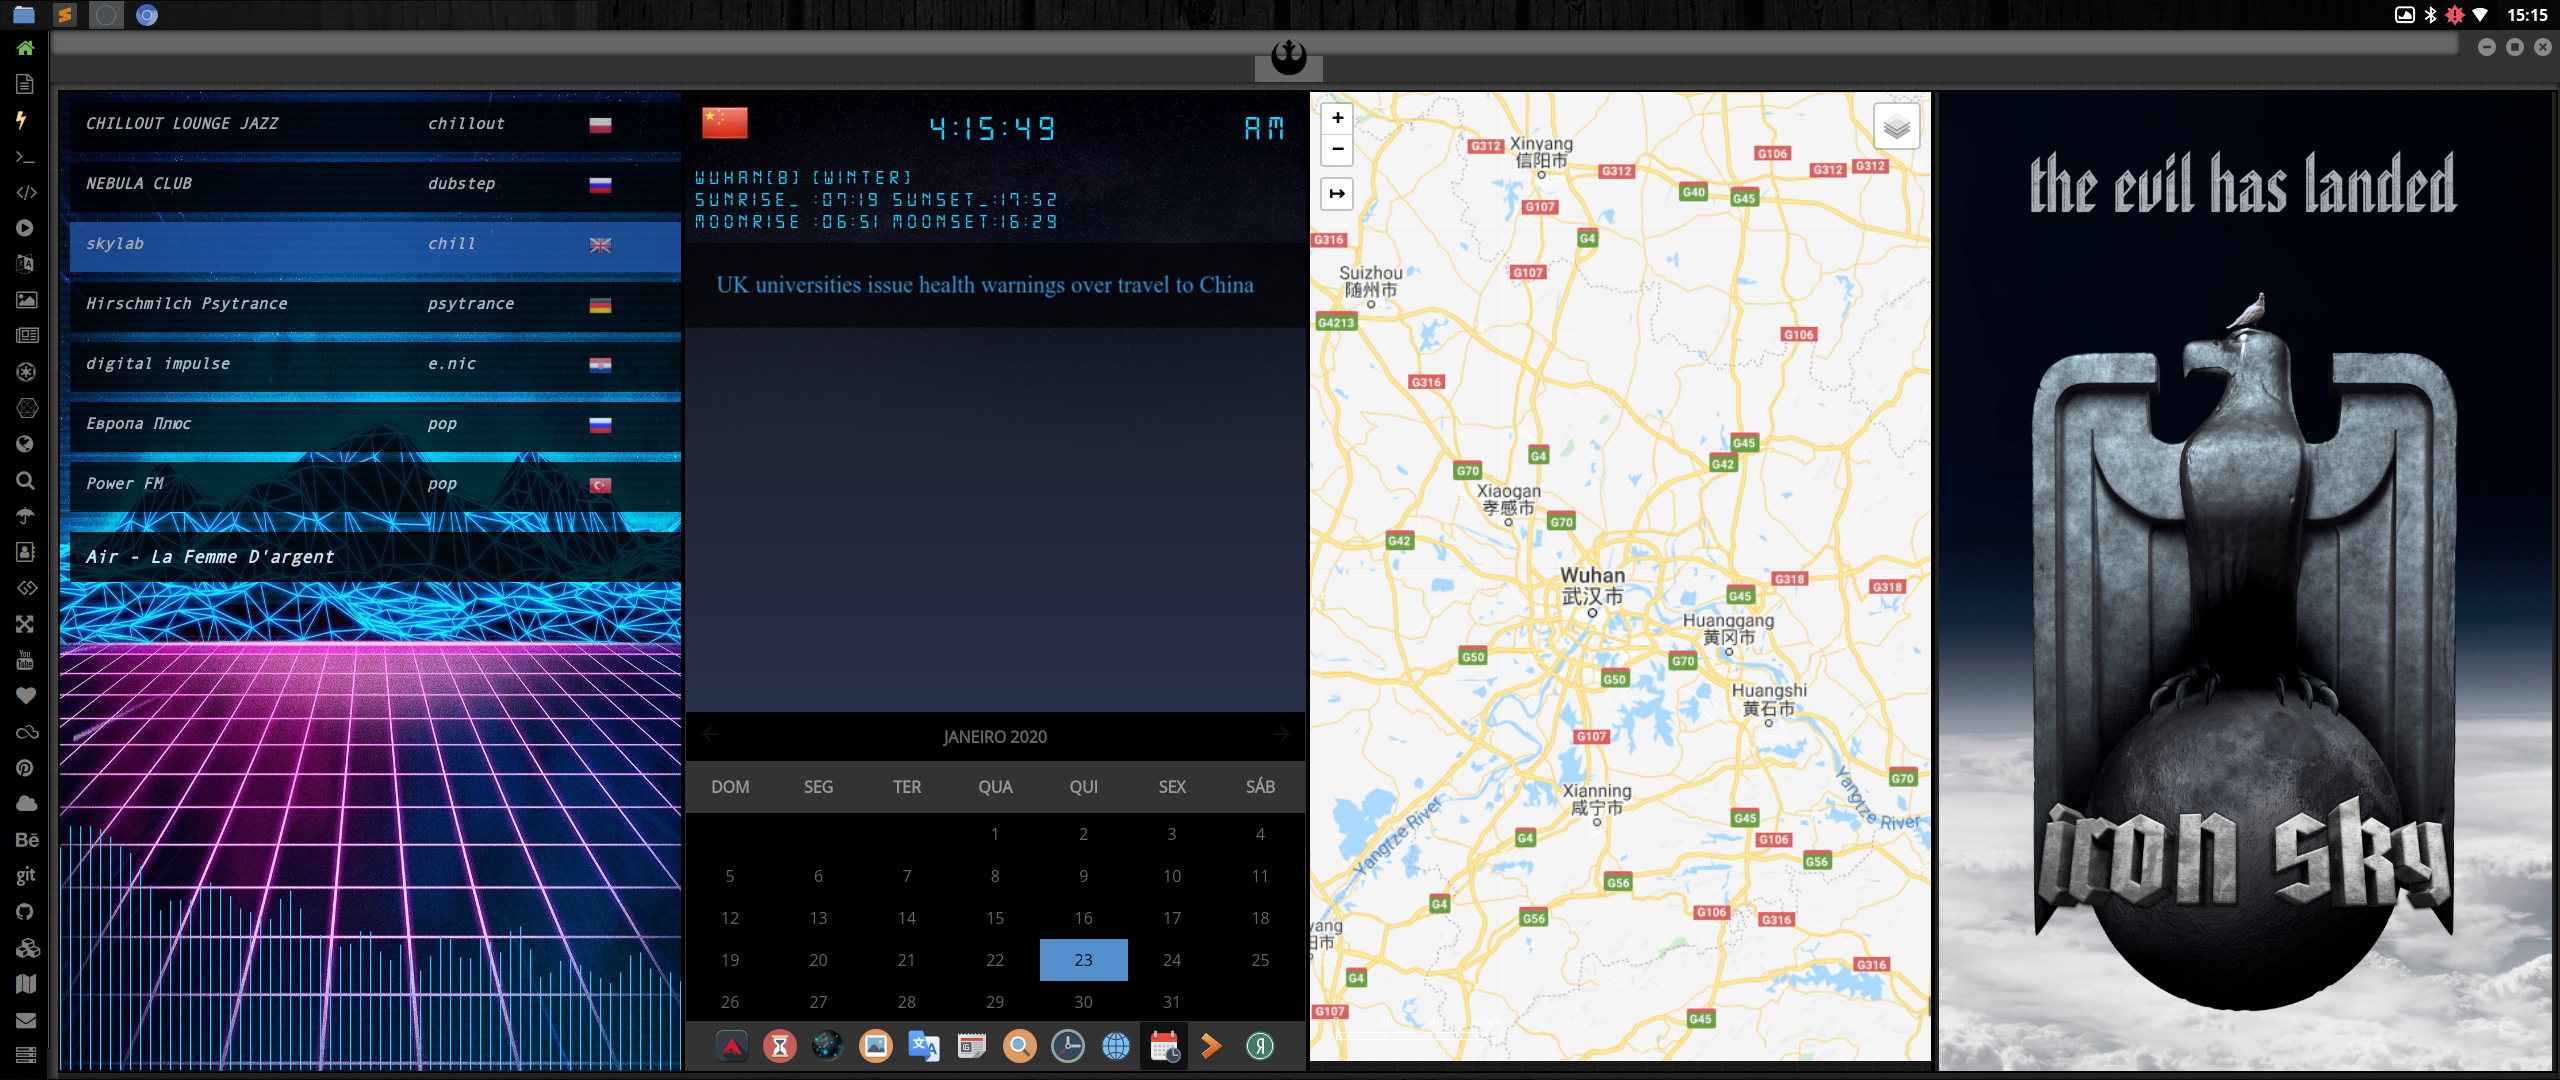 15:15
CHILLOUT LOUNGE JAZZ chillout
NEBULA CLUB dubstep
skylab chill
Hirschmilch Psytrance psytrance
digital impulse e.nic
Европа Плюс pop
Power FM pop
Air - La Femme D'argent
You
Tube
Bē
git
4:15:49 AM
WUHAN(8) (WINTER)
SUNRISE_ :07:19 SUNSET_:17:52
MOONRISE :06:51 MOONSET:16:29
UK universities issue health warnings over travel to China
JANEIRO 2020
DOM SEG TER QUA QUI SEX SÁB
1 2 3 4
5 6 7 8 9 10 11
12 13 14 15 16 17 18
19 20 21 22 23 24 25
26 27 28 29 30 31
+
−
G312
Xinyang
信阳市
G312
G106
G312
G312
G40
G45
G107
G316
G4
G107
Suizhou
随州市
G4213
G106
G316
G45
G4
G42
G70
Xiaogan
孝感市
G70
G42
Wuhan
武汉市
G318
G318
G45
Huanggang
黄冈市
G50
G70
G50
Huangshi
黄石市
G107
G70
Xianning
咸宁市
Yangtze River
Yangtze River
G45
G4
G106
G56
G56
G4
G56
G106
G316
yang
日市
G316
G4
G107
G45
the evil has landed
iron sky